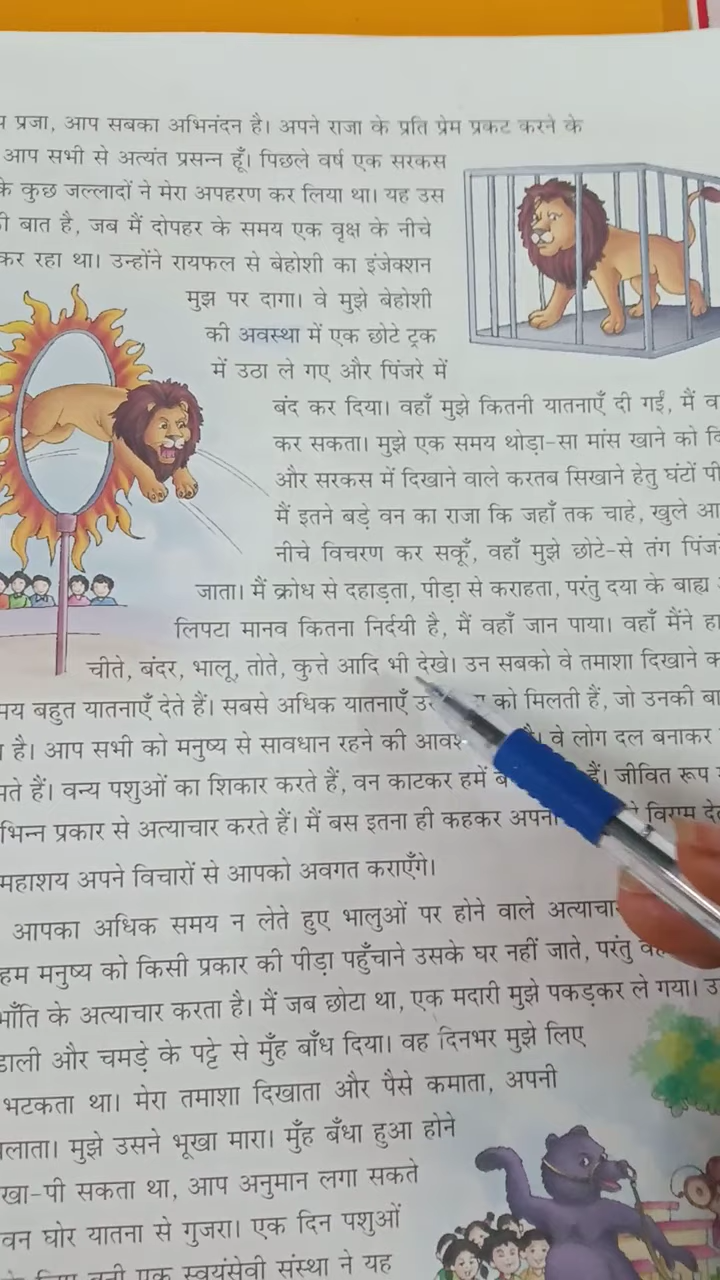 प्रजा, आप सबका अभिनंदन है। अपने राजा के प्रति प्रेम प्रकट करने के
आप सभी से अत्यंत प्रसन्न हूँ। पिछले वर्ष एक सरकस
के कुछ जल्लादों ने मेरा अपहरण कर लिया था। यह उस
बात है, जब मैं दोपहर के समय एक वृक्ष के नीचे
कर रहा था। उन्होंने रायफल से बेहोशी का इंजेक्शन
मुझ पर दागा। वे मुझे बेहोशी
की अवस्था में एक छोटे ट्रक
में उठा ले गए और पिंजरे में
बंद कर दिया। वहाँ मुझे कितनी यातनाएँ दी गईं, मैं
कर सकता। मुझे एक समय थोड़ा-सा मांस खाने को
और सरकस में दिखाने वाले करतब सिखाने हेतु घंटों
मैं इतने बड़े वन का राजा कि जहाँ तक चाहे, खुले
नीचे विचरण कर सकूँ, वहाँ मुझे छोटे-से तंग
जाता। मैं क्रोध से दहाड़ता, पीड़ा से कराहता, परंतु दया के बाह्य
लिपटा मानव कितना निर्दयी है, मैं वहाँ जान पाया। वहाँ मैंने
चीते, बंदर, भालू, तोते, कुत्ते आदि भी देखे। उन सबको वे तमाशा दिखाने
बहुत यातनाएँ देते हैं। सबसे अधिक यातनाएँ को मिलती हैं, जो उनकी
है। आप सभी को मनुष्य से सावधान रहने की वे लोग दल बनाकर
हैं। वन्य पशुओं का शिकार करते हैं, वन काटकर हमें हैं। जीवित रूप
भिन्न प्रकार से अत्याचार करते हैं। मैं बस इतना ही कहकर विराम
महाशय अपने विचारों से आपको अवगत कराएँगे।
आपका अधिक समय न लेते हुए भालुओं पर होने वाले
हम मनुष्य को किसी प्रकार की पीड़ा पहुँचाने उसके घर नहीं जाते, परंतु
भाँति के अत्याचार करता है। मैं जब छोटा था, एक मदारी मुझे पकड़कर ले गया।
और चमड़े के पट्टे से मुँह बाँध दिया। वह दिनभर मुझे लिए
भटकता था। मेरा तमाशा दिखाता और पैसे कमाता, अपनी
मुझे उसने भूखा मारा। मुँह बँधा हुआ होने
खा-पी सकता था, आप अनुमान लगा सकते
घोर यातना से गुजरा। एक दिन पशुओं
एक स्वयंसेवी संस्था ने यह